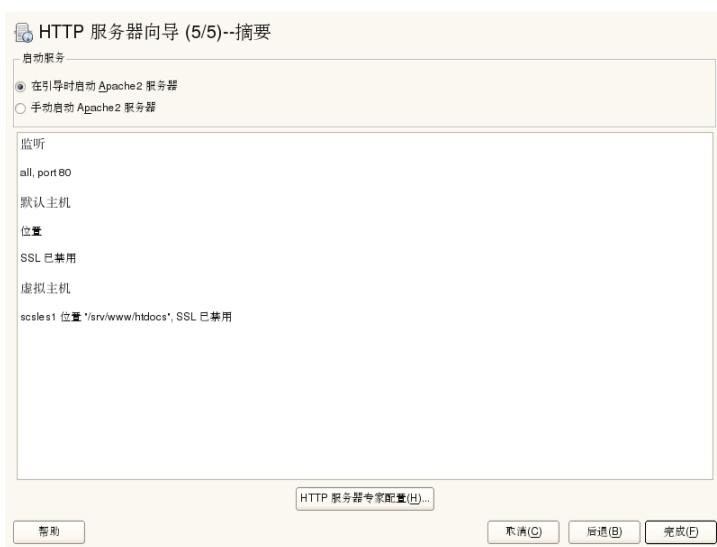 HTTP 服务器向导 (5/5)--摘要
启动服务
在引导时启动 Apache2 服务器
手动启动 Apache2 服务器
监听
all, port 80
默认主机
位置
SSL 已禁用
虚拟主机
scsles1 位置 "/srv/www/htdocs", SSL 已禁用
HTTP 服务器专家配置(H)...
帮助
取消(C)
后退(B)
完成(F)